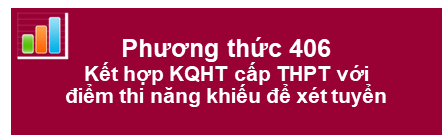 Phương thức 406
Kết hợp KQHT cấp THPT với
điểm thi năng khiếu để xét tuyển